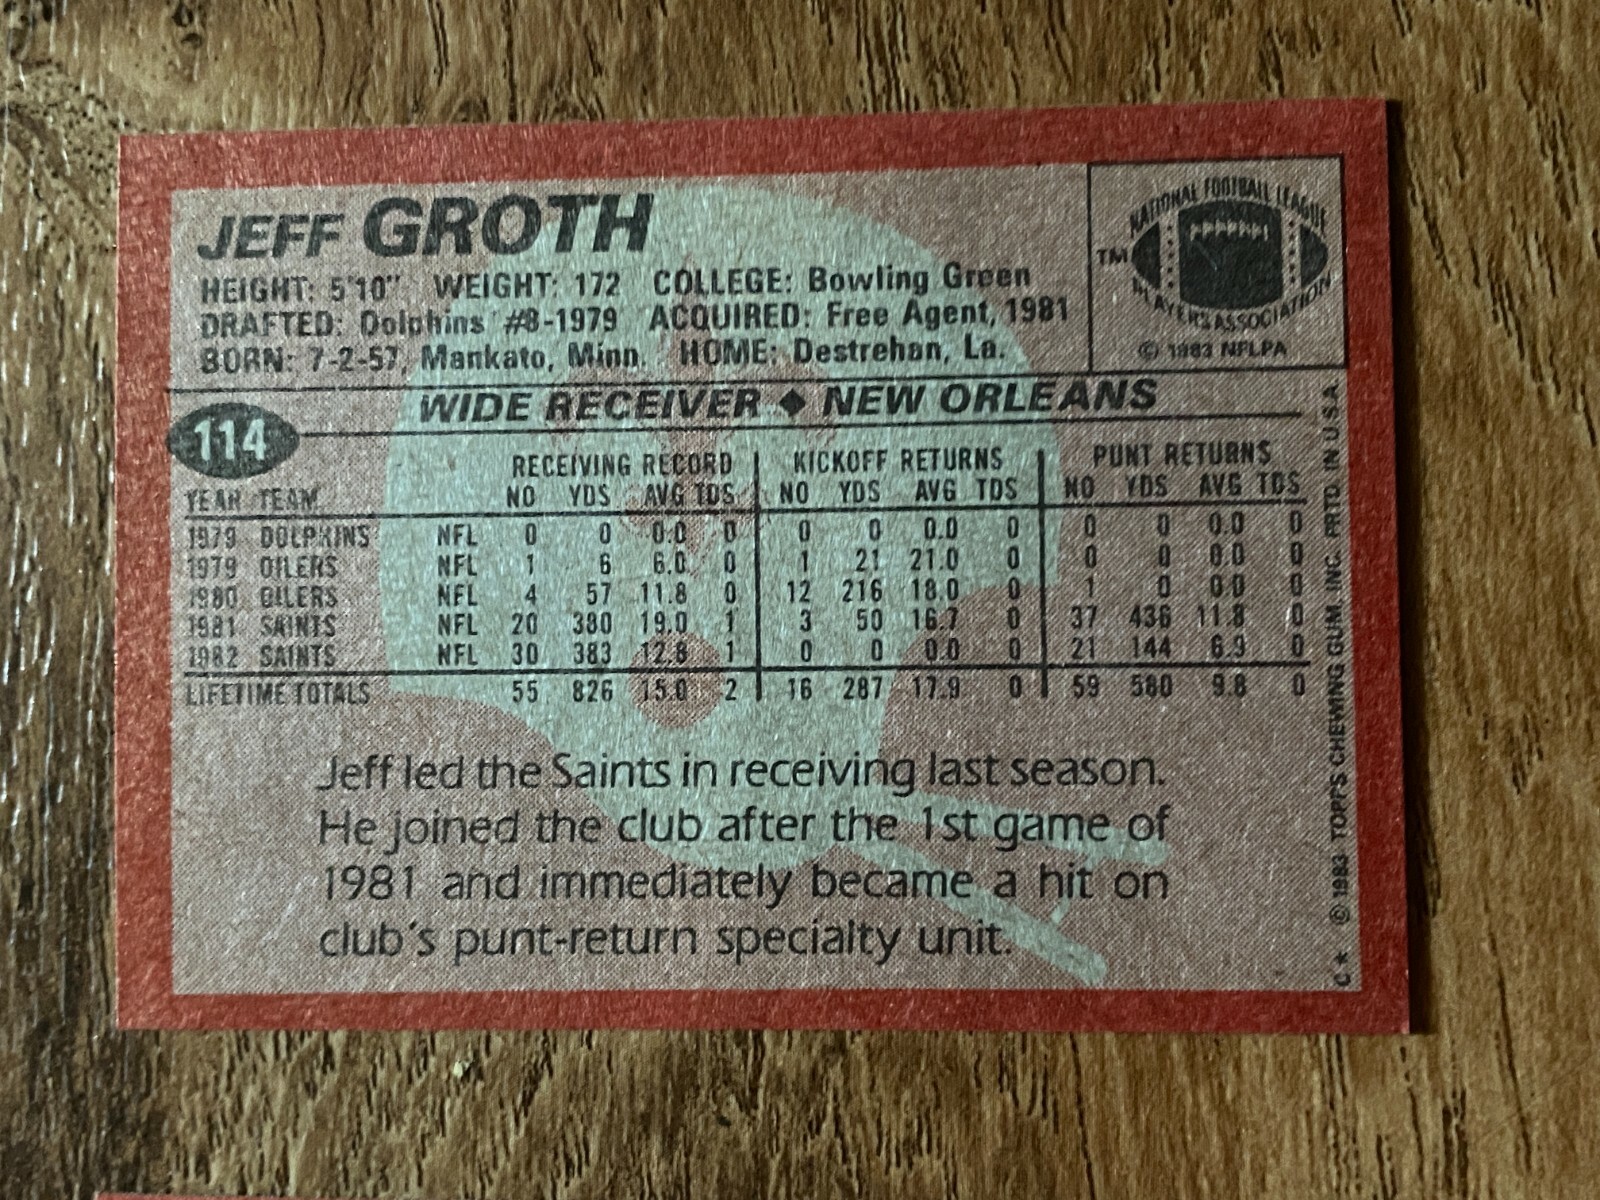 JEFF GROTH
HEIGHT: 5'10" WEIGHT: 172 COLLEGE: Bowling Green
DRAFTED: Dolphins #8-1979 ACQUIRED: Free Agent, 1981
BORN: 7-2-57, Mankato, Minn. HOME: Destrehan, La.
NATIONAL FOOTBALL LEAGUE
TM
PLAYERS ASSOCIATION
© 1983 NFLPA
WIDE RECEIVER ◆ NEW ORLEANS
114
RECEIVING RECORD KICKOFF RETURNS PUNT RETURNS
YEAR TEAM NO YDS AVG TDS NO YDS AVG TDS NO YDS AVG TDS
1979 DOLPHINS NFL 0 0 0.0 0 0 0 0.0 0 0 0 0.0 0
1979 OILERS NFL 1 6 6.0 0 1 21 21.0 0 0 0 0.0 0
1980 OILERS NFL 4 57 11.8 0 12 216 18.0 0 1 0 0.0 0
1981 SAINTS NFL 20 380 19.0 1 3 50 16.7 0 37 436 11.8 0
1982 SAINTS NFL 30 383 12.8 1 0 0 0.0 0 21 144 6.9 0
LIFETIME TOTALS 55 826 15.0 2 16 287 17.9 0 59 580 9.8 0
Jeff led the Saints in receiving last season.
He joined the club after the 1st game of
1981 and immediately became a hit on
club's punt-return specialty unit.
C★ © 1983 TOPPS CHEWING GUM, INC. PRTD IN U.S.A.